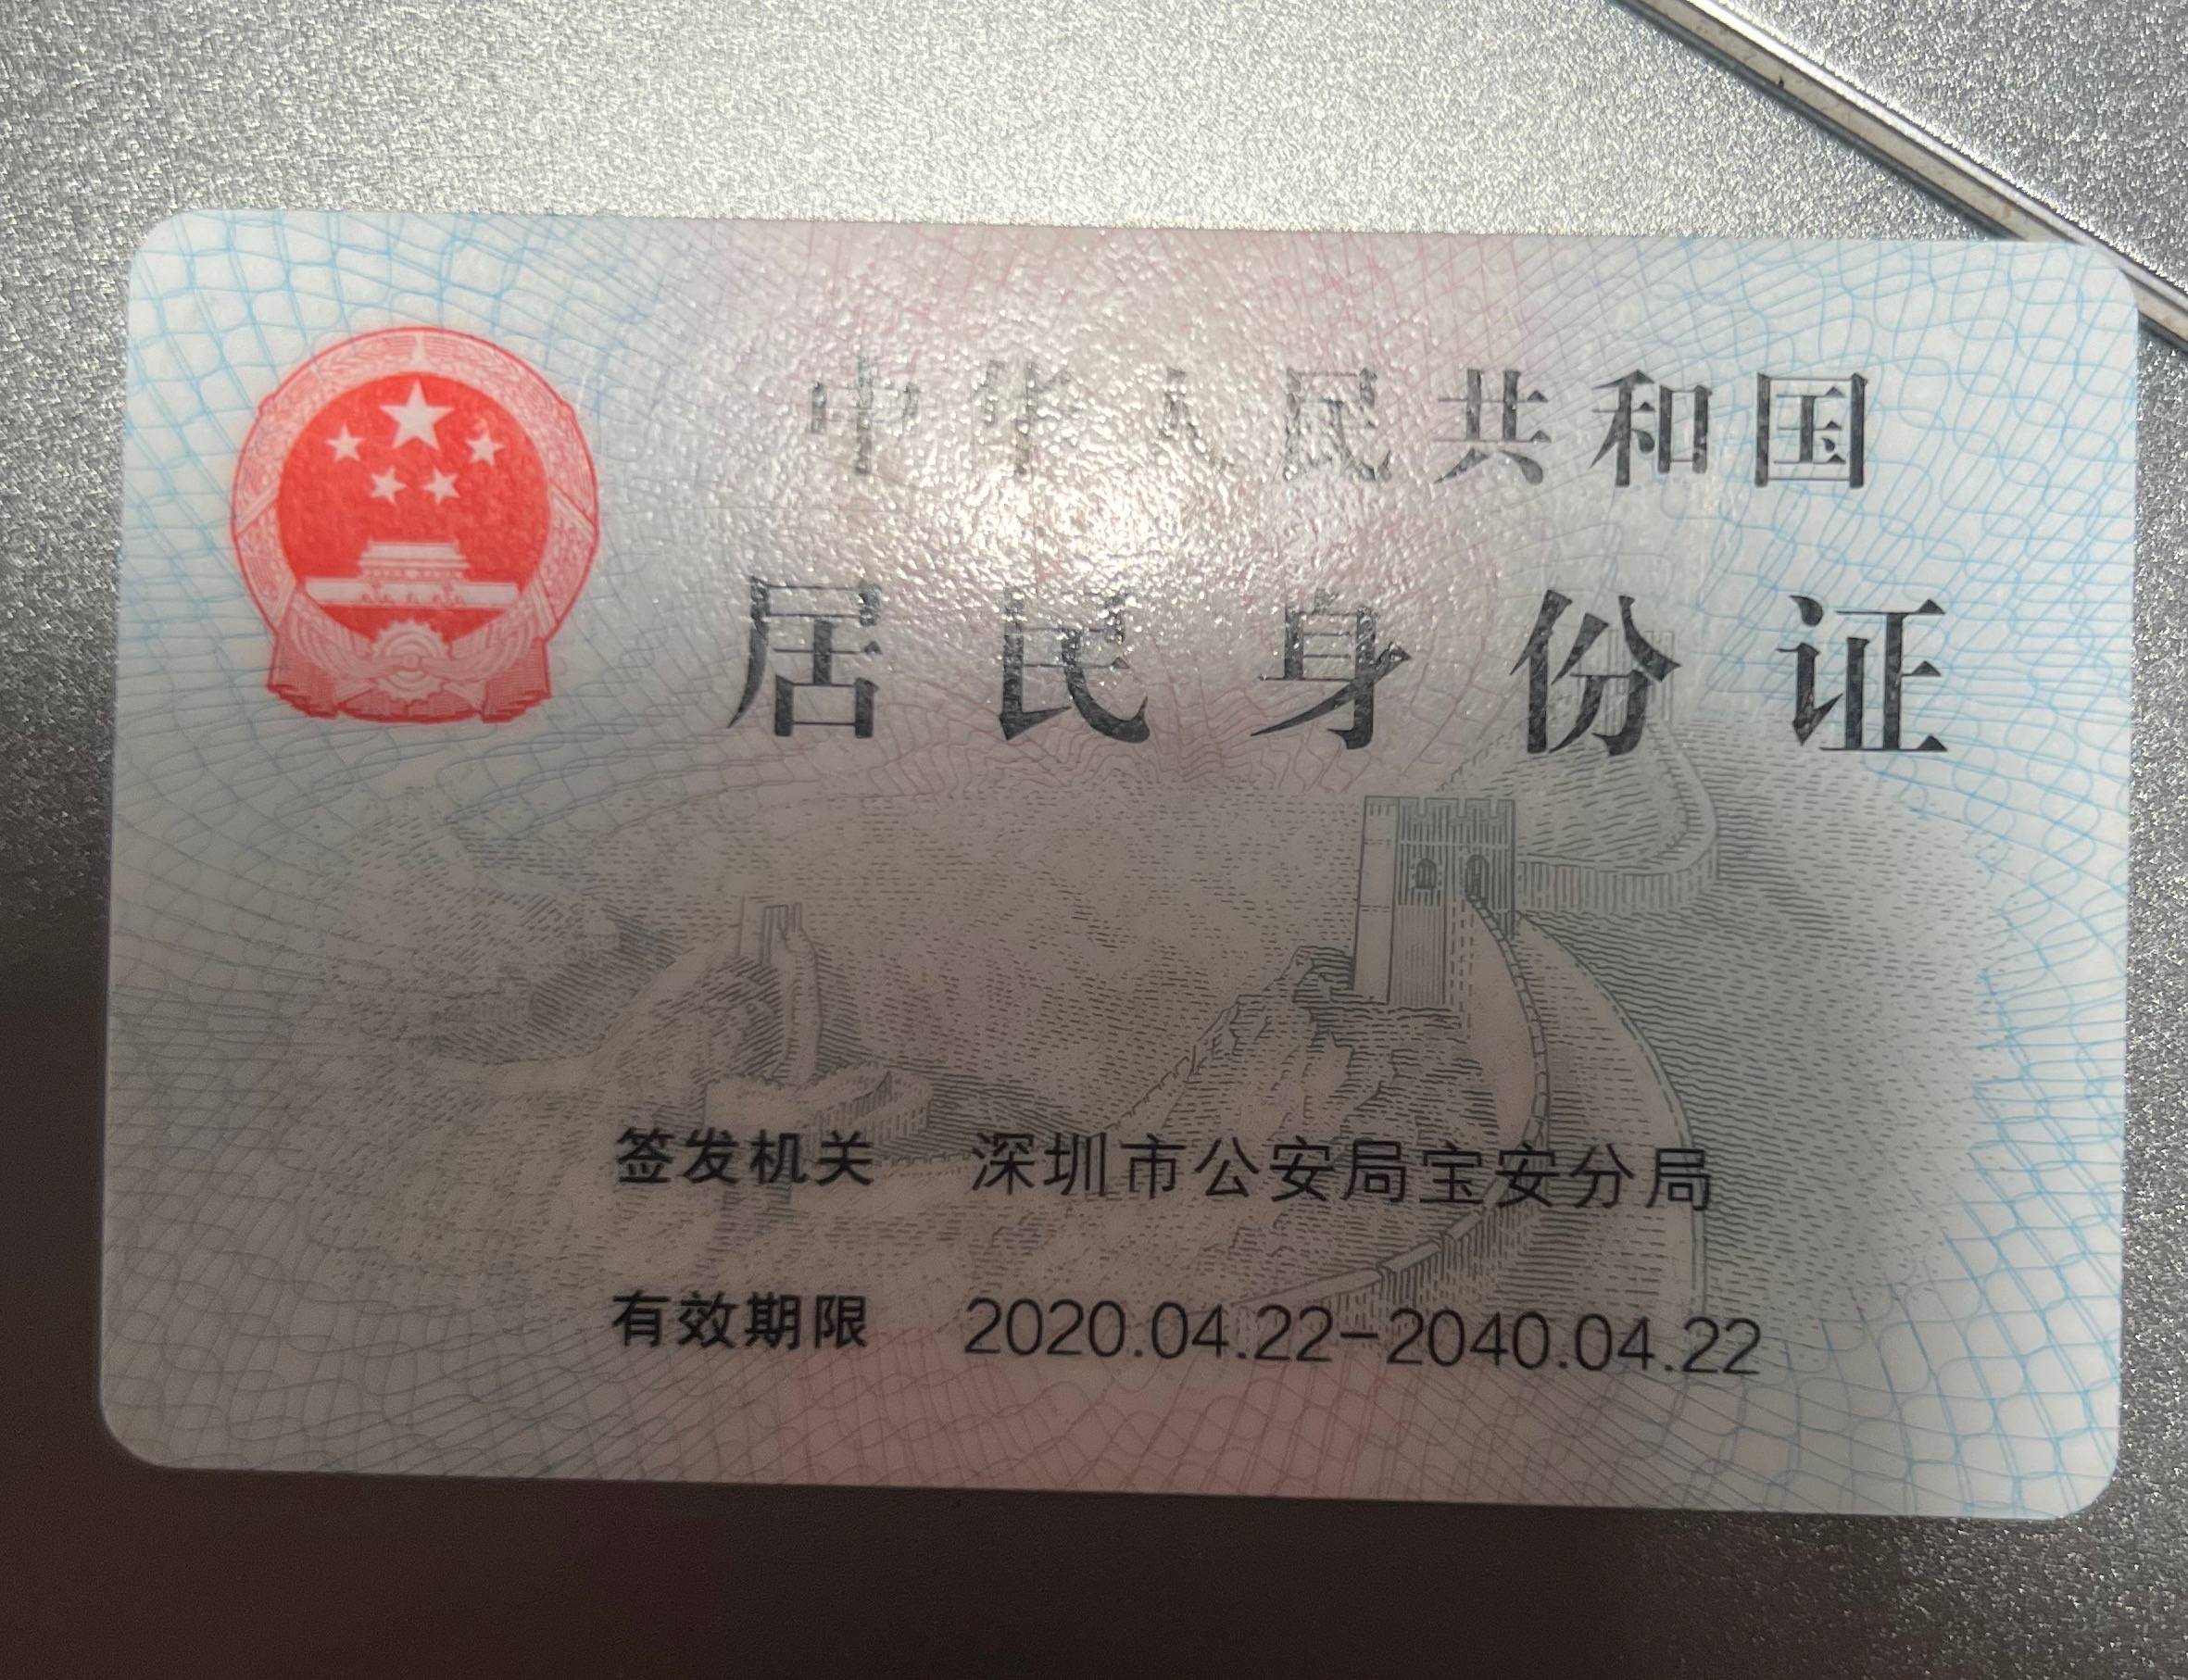 中华人民共和国
居民身份证
签发机关 深圳市公安局宝安分局
有效期限 2020.04.22-2040.04.22